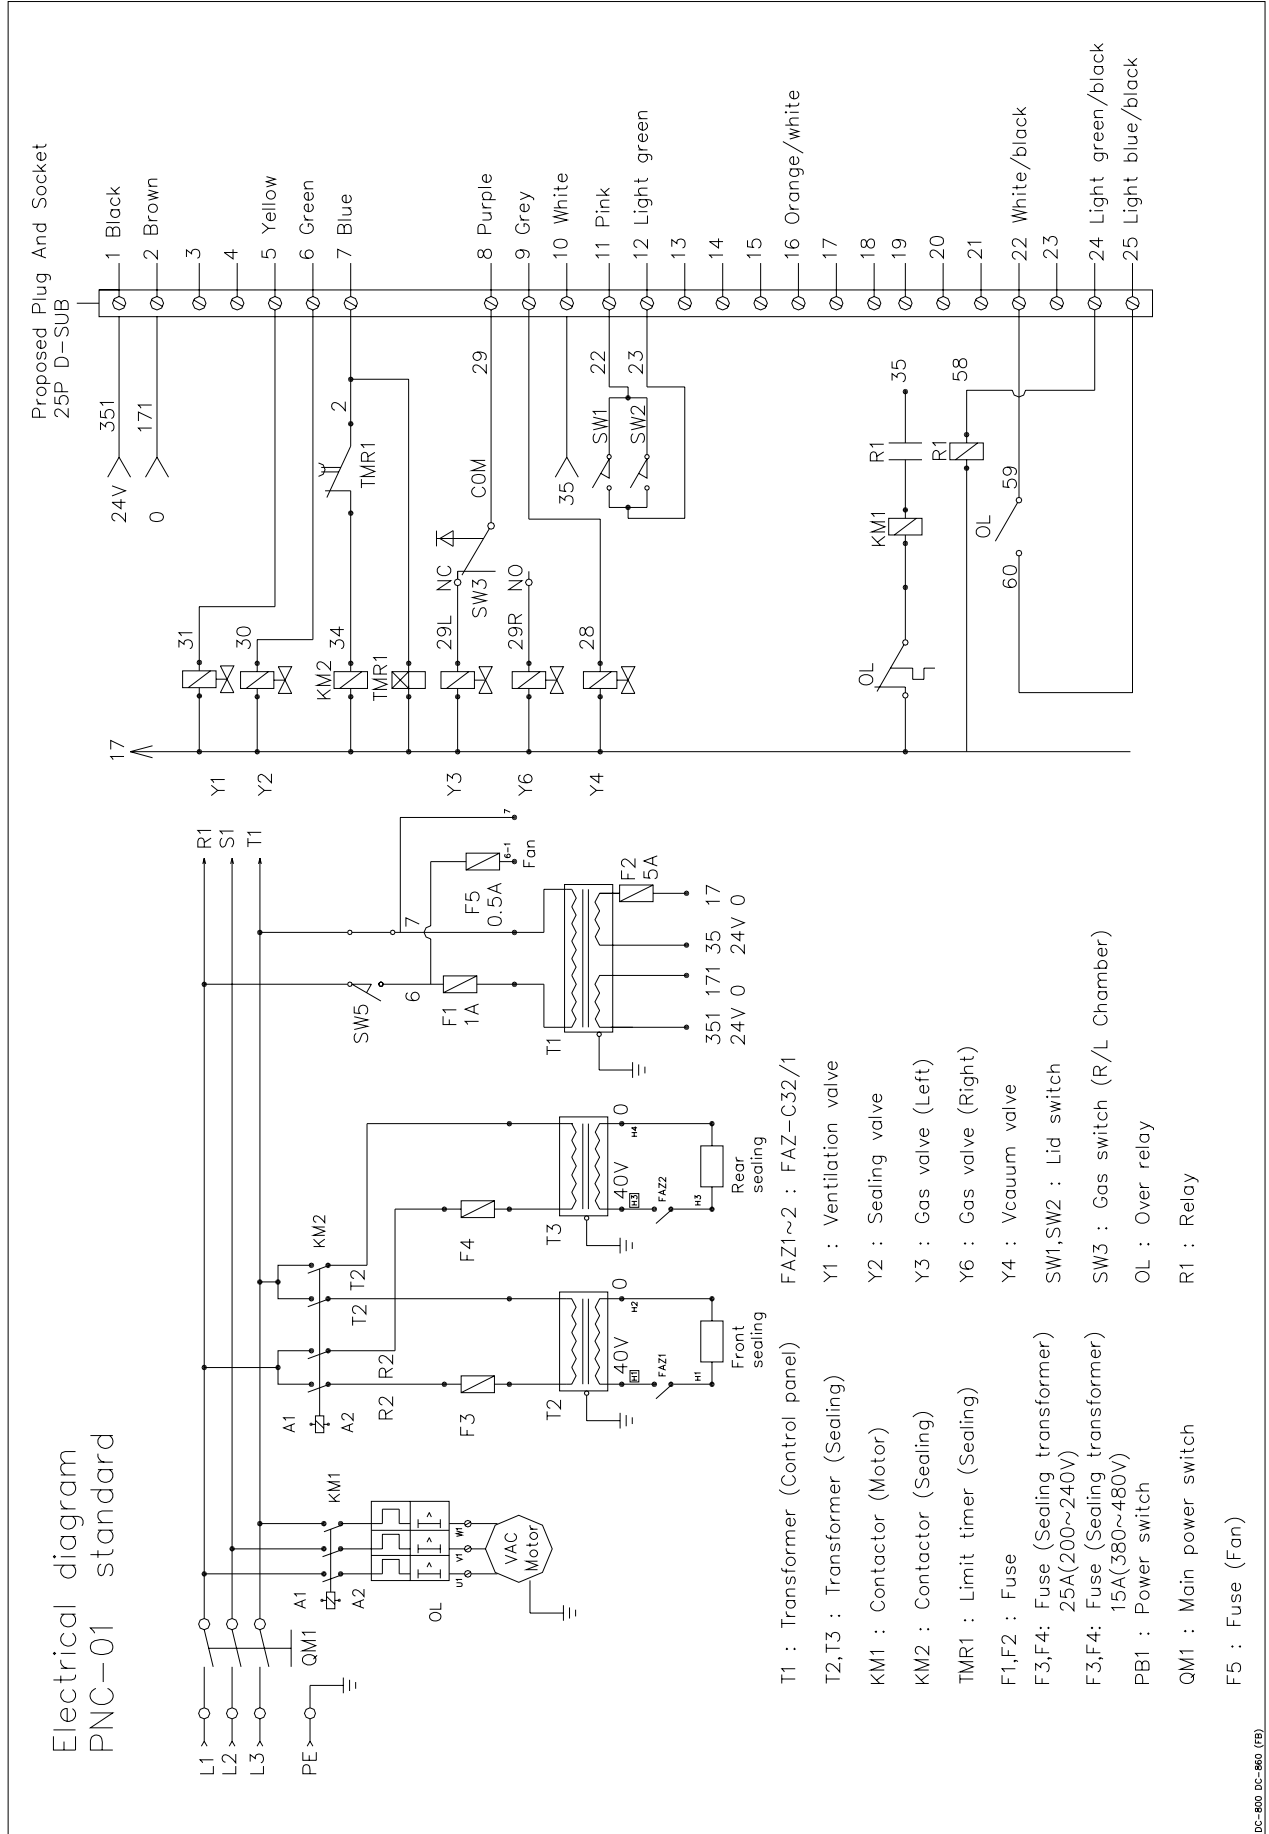 Electrical diagram
PNC-01 standard
L1
L2
L3
PE
QM1
R1
S1
T1
A1
A2
KM1
OL
U1
V1
W1
VAC
Motor
A1
A2
KM2
R2
R2
T2
T2
F3
F4
T2
T3
40V
0
H1
H2
FAZ1
H1
Front
sealing
40V
0
H3
H4
FAZ2
H3
Rear
sealing
SW5
6
7
F1
1A
F5
0.5A
6-1
7
Fan
T1
F2
5A
351 171 35 17
24V 0 24V 0
17
Y1
Y2
Y3
Y6
Y4
31
30
KM2
34
TMR1
TMR1
2
29L
NC
SW3
COM
29
29R
NO
28
24V
351
0
171
35
SW1
SW2
22
23
OL
KM1
R1
35
R1
58
OL
60
59
Proposed Plug And Socket
25P D-SUB
1 Black
2 Brown
3
4
5 Yellow
6 Green
7 Blue
8 Purple
9 Grey
10 White
11 Pink
12 Light green
13
14
15
16 Orange/white
17
18
19
20
21
22 White/black
23
24 Light green/black
25 Light blue/black
T1 : Transformer (Control panel)
T2,T3 : Transformer (Sealing)
KM1 : Contactor (Motor)
KM2 : Contactor (Sealing)
TMR1 : Limit timer (Sealing)
F1,F2 : Fuse
F3,F4: Fuse (Sealing transformer)
25A(200~240V)
F3,F4: Fuse (Sealing transformer)
15A(380~480V)
PB1 : Power switch
QM1 : Main power switch
F5 : Fuse (Fan)
FAZ1~2 : FAZ-C32/1
Y1 : Ventilation valve
Y2 : Sealing valve
Y3 : Gas valve (Left)
Y6 : Gas valve (Right)
Y4 : Vcauum valve
SW1,SW2 : Lid switch
SW3 : Gas switch (R/L Chamber)
OL : Over relay
R1 : Relay
DC-800 DC-860 (FB)